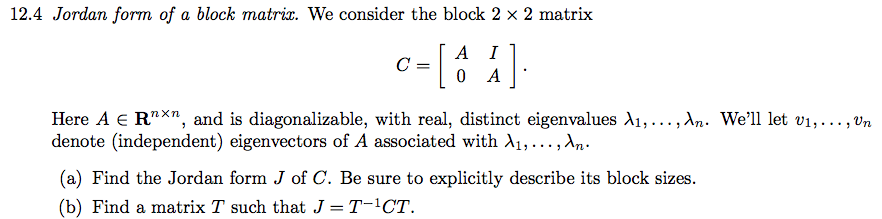 12.4 Jordan form of a block matrix. We consider the block 2 × 2 matrix
C = [ A I
0 A ].
Here A ∈ R^{n×n}, and is diagonalizable, with real, distinct eigenvalues λ₁, . . . , λₙ. We'll let v₁, . . . , vₙ
denote (independent) eigenvectors of A associated with λ₁, . . . , λₙ.
(a) Find the Jordan form J of C. Be sure to explicitly describe its block sizes.
(b) Find a matrix T such that J = T⁻¹CT.